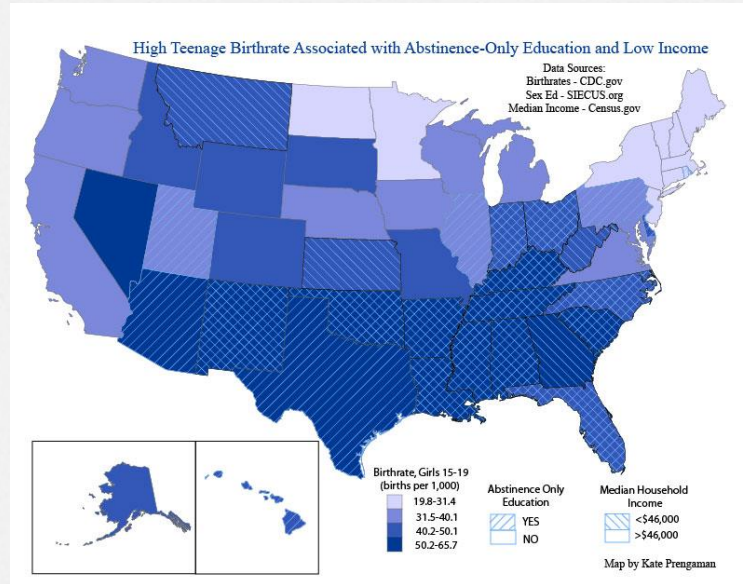 High Teenage Birthrate Associated with Abstinence-Only Education and Low Income
Data Sources:
Birthrates - CDC.gov
Sex Ed - SIECUS.org
Median Income - Census.gov
Birthrate, Girls 15-19
(births per 1,000)
19.8-31.4
31.5-40.1
40.2-50.1
50.2-65.7
Abstinence Only
Education
YES
NO
Median Household
Income
<$46,000
>$46,000
Map by Kate Prengaman